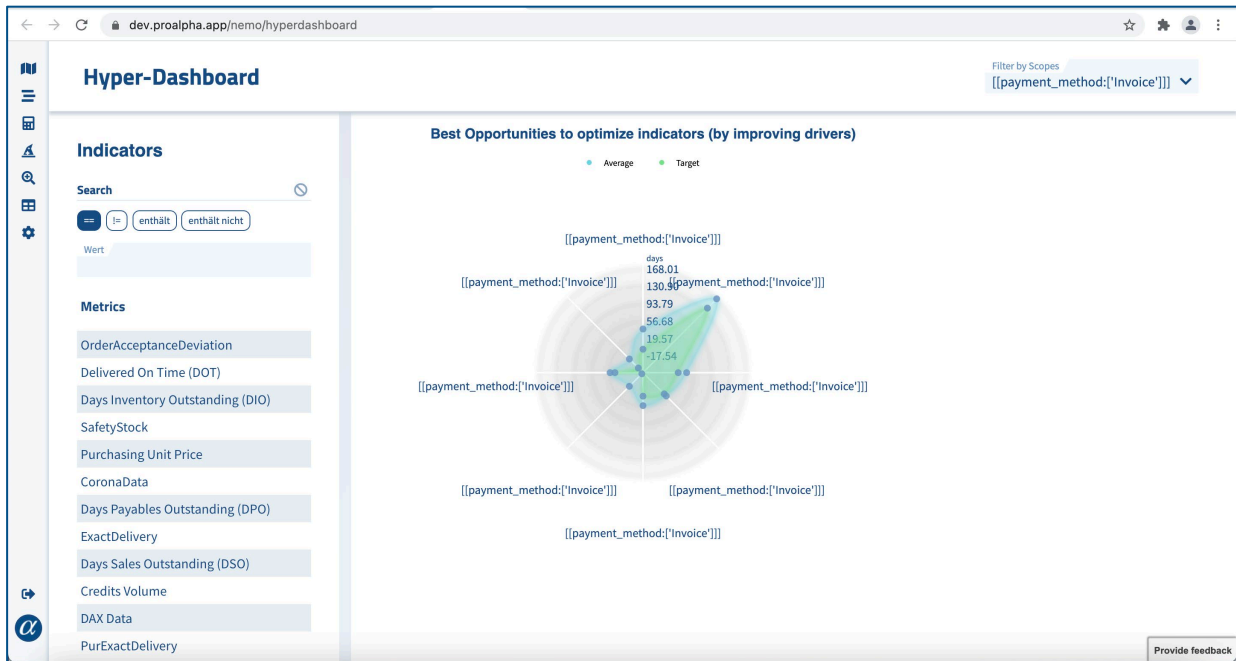 dev.proalpha.app/nemo/hyperdashboard
Hyper-Dashboard
Filter by Scopes
[[payment_method:['Invoice']]]
Indicators
Search
==
!=
enthält
enthält nicht
Wert
Metrics
OrderAcceptanceDeviation
Delivered On Time (DOT)
Days Inventory Outstanding (DIO)
SafetyStock
Purchasing Unit Price
CoronaData
Days Payables Outstanding (DPO)
ExactDelivery
Days Sales Outstanding (DSO)
Credits Volume
DAX Data
PurExactDelivery
α
Best Opportunities to optimize indicators (by improving drivers)
Average
Target
[[payment_method:['Invoice']]]
days
168.01
[[payment_method:['Invoice']]]
130.90
[[payment_method:['Invoice']]]
93.79
56.68
19.57
-17.54
[[payment_method:['Invoice']]]
[[payment_method:['Invoice']]]
[[payment_method:['Invoice']]]
[[payment_method:['Invoice']]]
[[payment_method:['Invoice']]]
Provide feedback